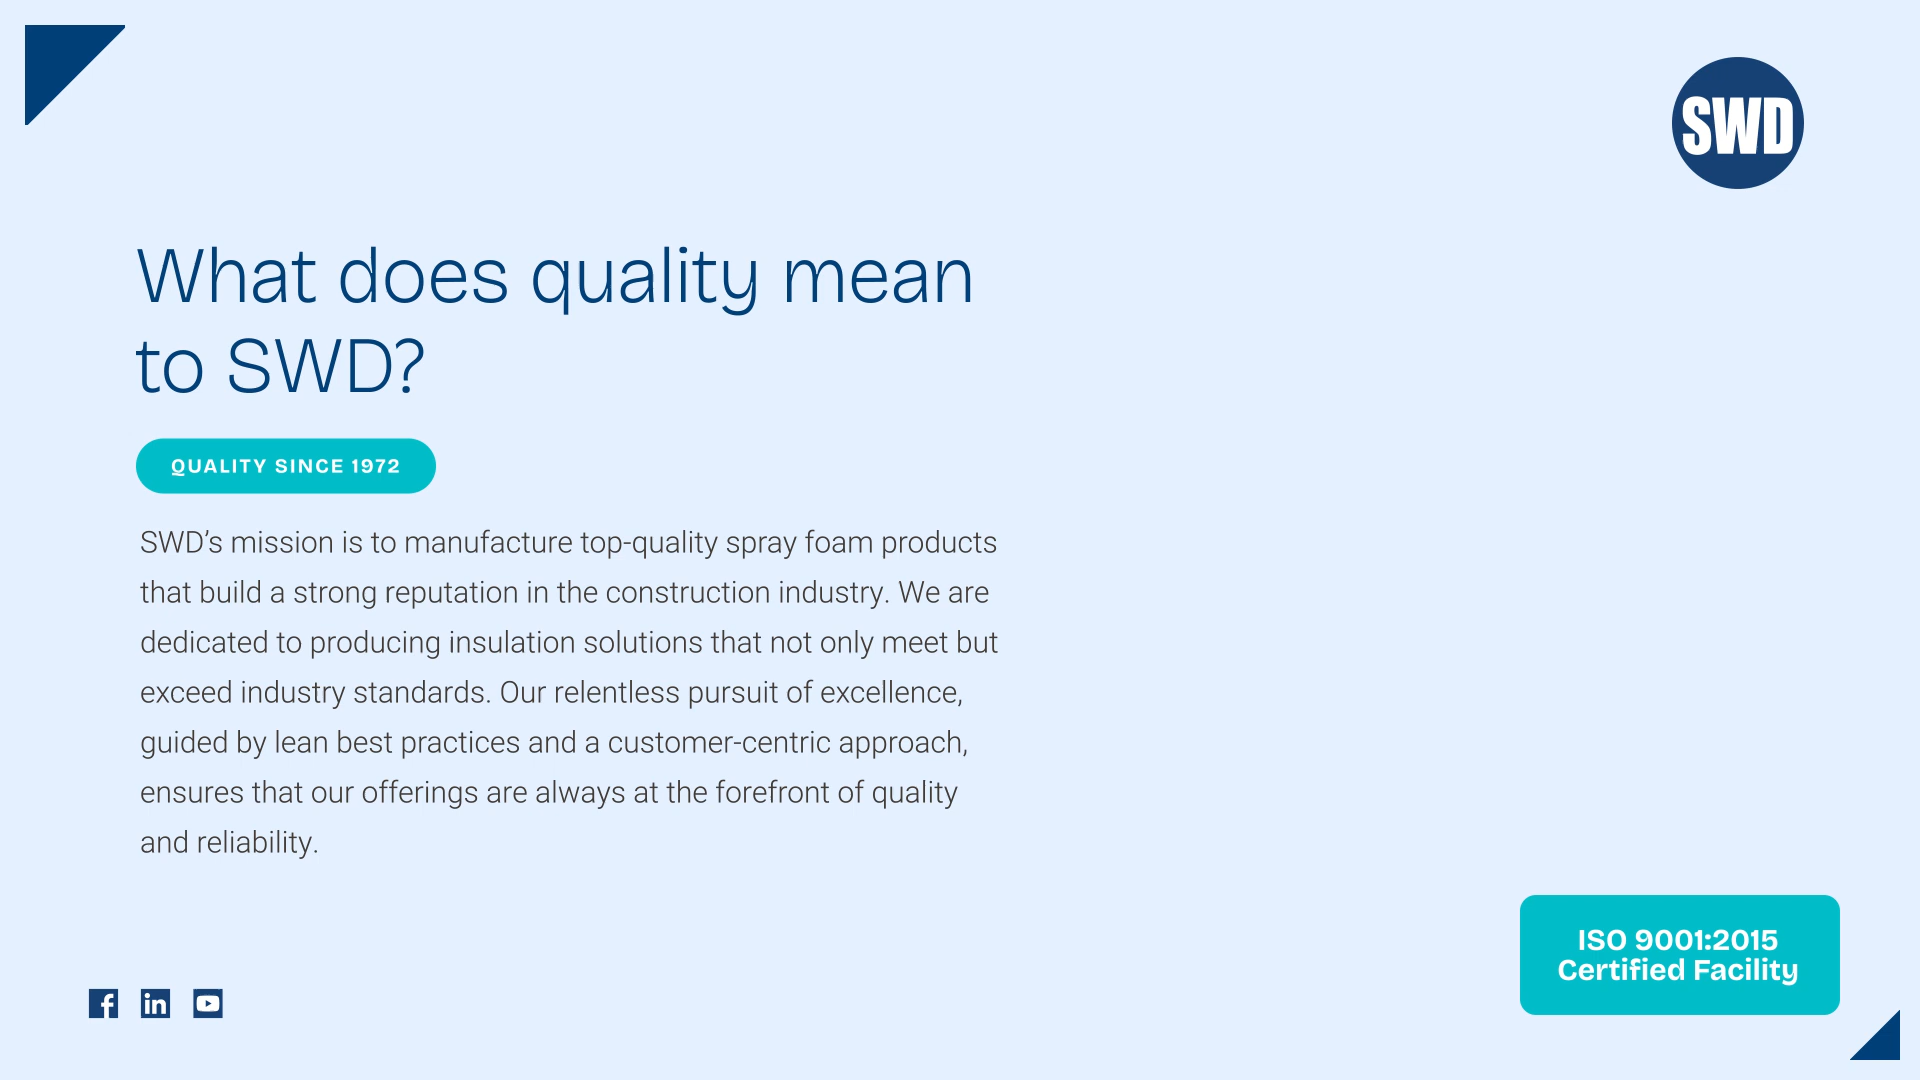 SWD
What does quality mean
to SWD?
QUALITY SINCE 1972
SWD’s mission is to manufacture top-quality spray foam products
that build a strong reputation in the construction industry. We are
dedicated to producing insulation solutions that not only meet but
exceed industry standards. Our relentless pursuit of excellence,
guided by lean best practices and a customer-centric approach,
ensures that our offerings are always at the forefront of quality
and reliability.
ISO 9001:2015
Certified Facility